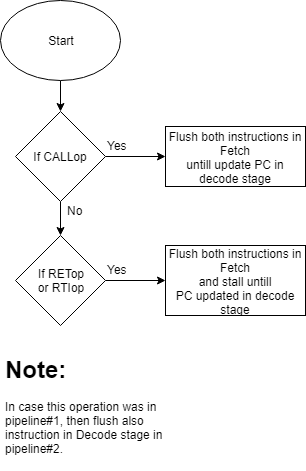 Start
If CALLop
Yes
Flush both instructions in
Fetch
untill update PC in
decode stage
No
If RETop
or RTIop
Yes
Flush both instructions in
Fetch
and stall untill
PC updated in decode
stage
Note:
In case this operation was in
pipeline#1, then flush also
instruction in Decode stage in
pipeline#2.